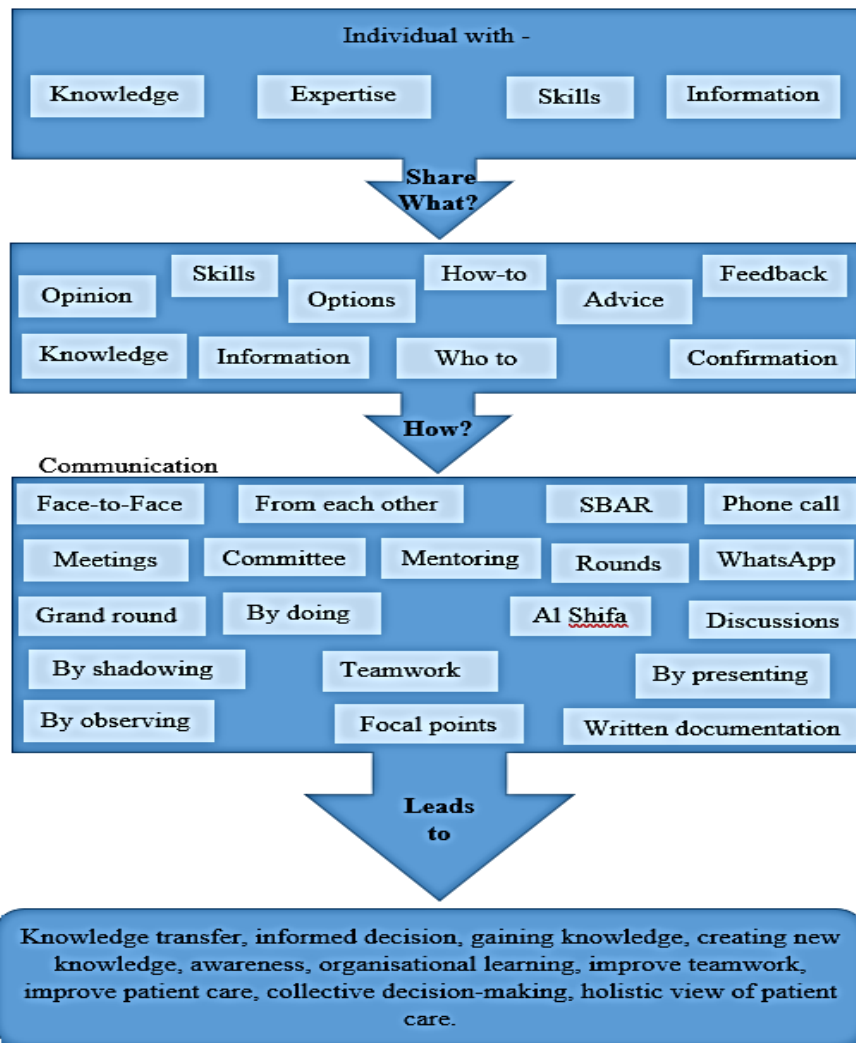 Individual with -
Knowledge
Expertise
Skills
Information
Share
What?
Opinion
Skills
Options
How-to
Advice
Feedback
Knowledge
Information
Who to
Confirmation
How?
Communication
Face-to-Face
From each other
SBAR
Phone call
Meetings
Committee
Mentoring
Rounds
WhatsApp
Grand round
By doing
Al Shifa
Discussions
By shadowing
Teamwork
By presenting
By observing
Focal points
Written documentation
Leads
to
Knowledge transfer, informed decision, gaining knowledge, creating new
knowledge, awareness, organisational learning, improve teamwork,
improve patient care, collective decision-making, holistic view of patient
care.